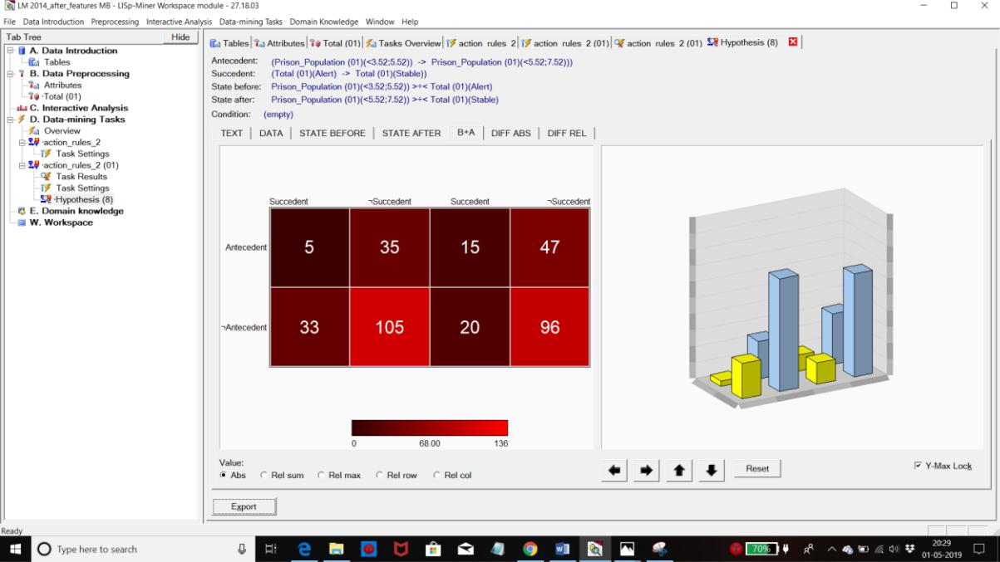 LM 2014_after_features MB - LISp-Miner Workspace module - 27.18.03
File Data Introduction Preprocessing Interactive Analysis Data-mining Tasks Domain Knowledge Window Help
Tab Tree Hide
A. Data Introduction
Tables
B. Data Preprocessing
Attributes
·Total (01)
C. Interactive Analysis
D. Data-mining Tasks
Overview
·action_rules_2
Task Settings
·action_rules_2 (01)
Task Results
Task Settings
·Hypothesis (8)
E. Domain knowledge
W. Workspace
Tables Attributes Total (01) Tasks Overview action rules 2 action rules 2 (01) action rules 2 (01) Hypothesis (8)
Antecedent: (Prison_Population (01)(<3.52;5.52)) -> Prison_Population (01)(<5.52;7.52)))
Succedent: (Total (01)(Alert) -> Total (01)(Stable))
State before: Prison_Population (01)(<3.52;5.52)) >÷< Total (01)(Alert)
State after: Prison_Population (01)(<5.52;7.52)) >÷< Total (01)(Stable)
Condition: (empty)
TEXT DATA STATE BEFORE STATE AFTER B+A DIFF ABS DIFF REL
Succedent ¬Succedent Succedent ¬Succedent
Antecedent 5 35 15 47
¬Antecedent 33 105 20 96
0 68.00 136
Value:
Abs Rel sum Rel max Rel row Rel col
Reset
Y-Max Lock
Export
Ready
Type here to search
70%
20:29
01-05-2019